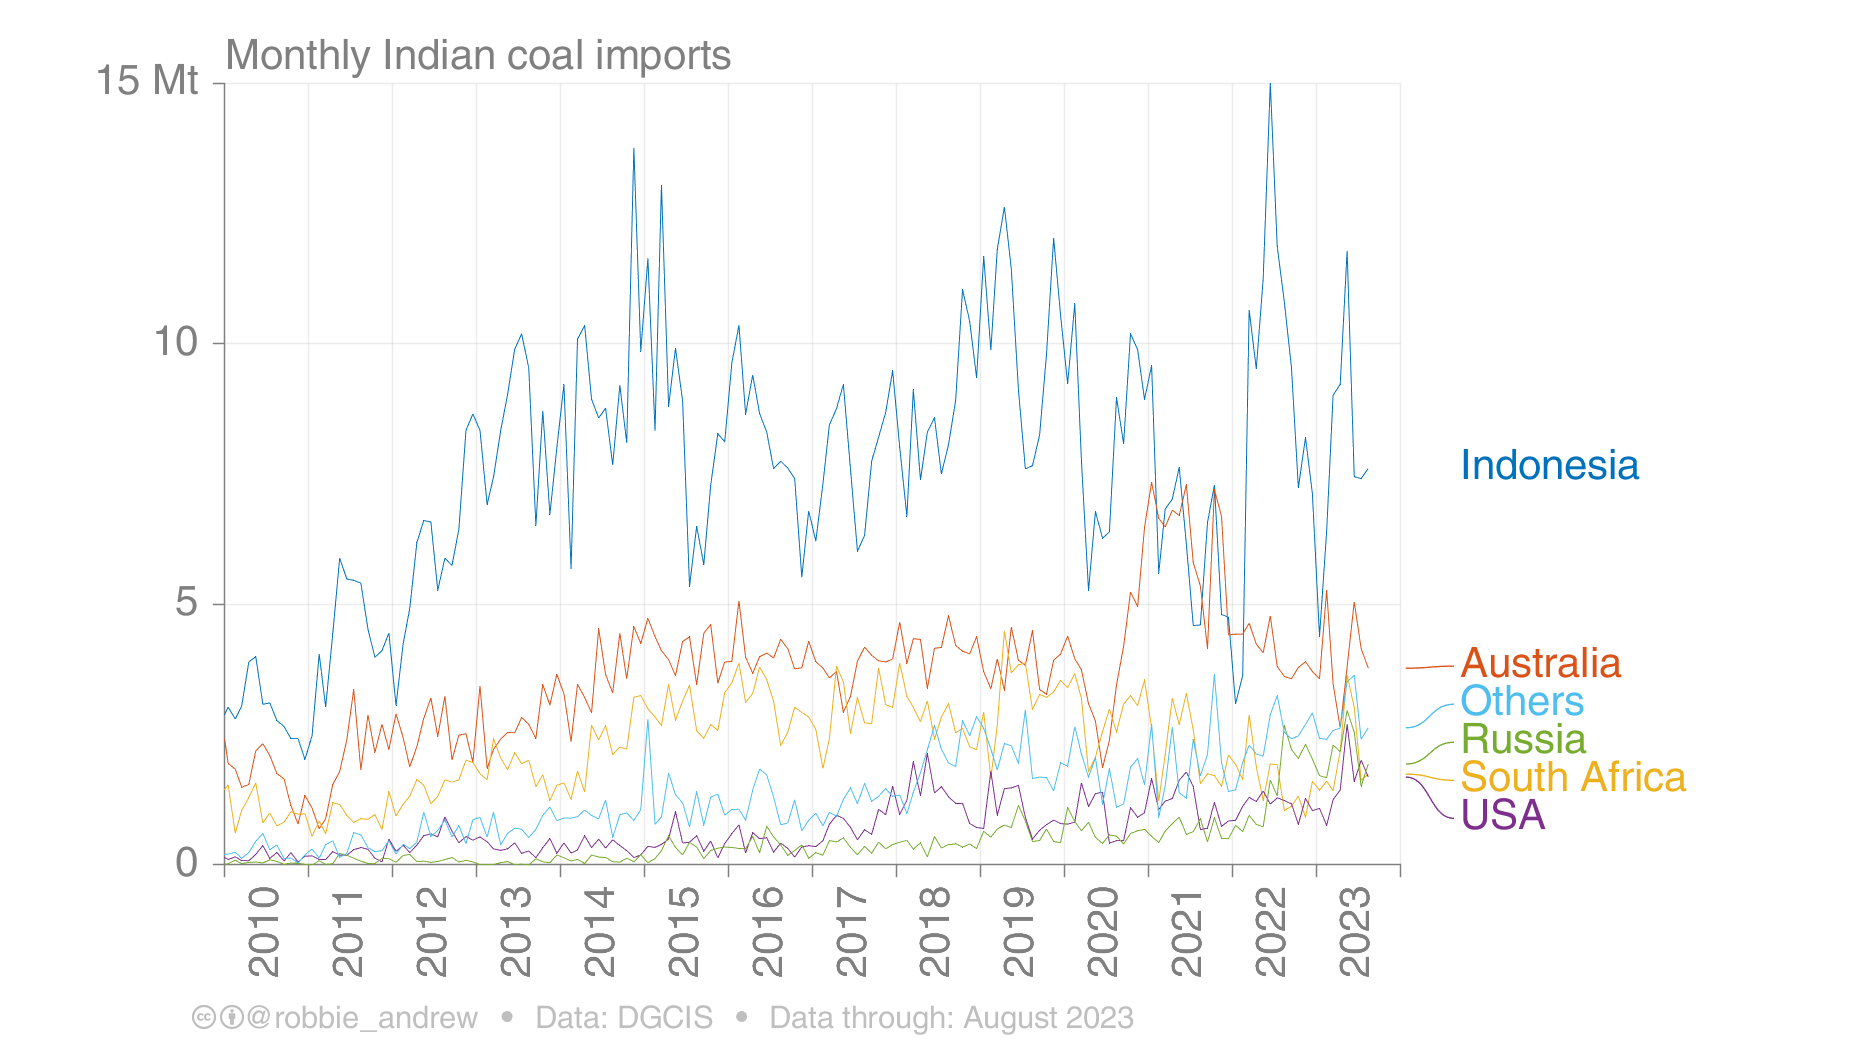 Monthly Indian coal imports
15 Mt
10
5
0
Indonesia
Australia
Others
Russia
South Africa
USA
2010 2011 2012 2013 2014 2015 2016 2017 2018 2019 2020 2021 2022 2023
cc @robbie_andrew • Data: DGCIS • Data through: August 2023